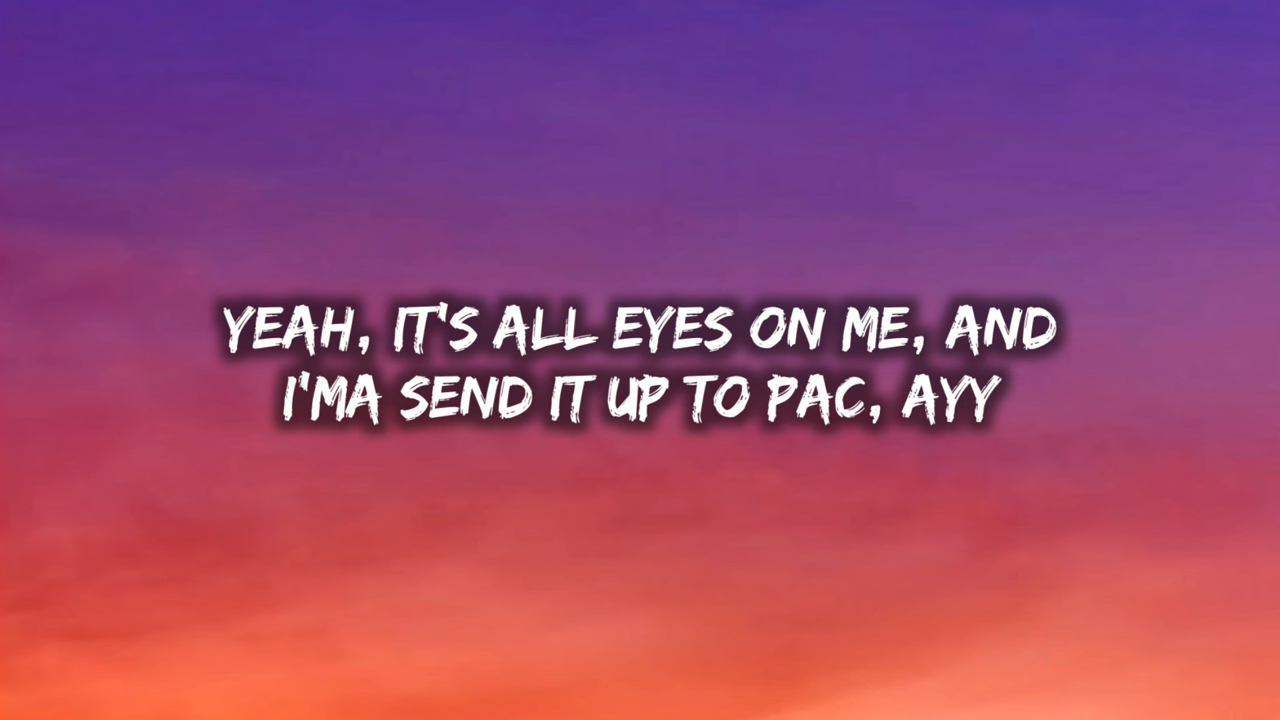 YEAH, IT'S ALL EYES ON ME, AND
I'MA SEND IT UP TO PAC, AYY